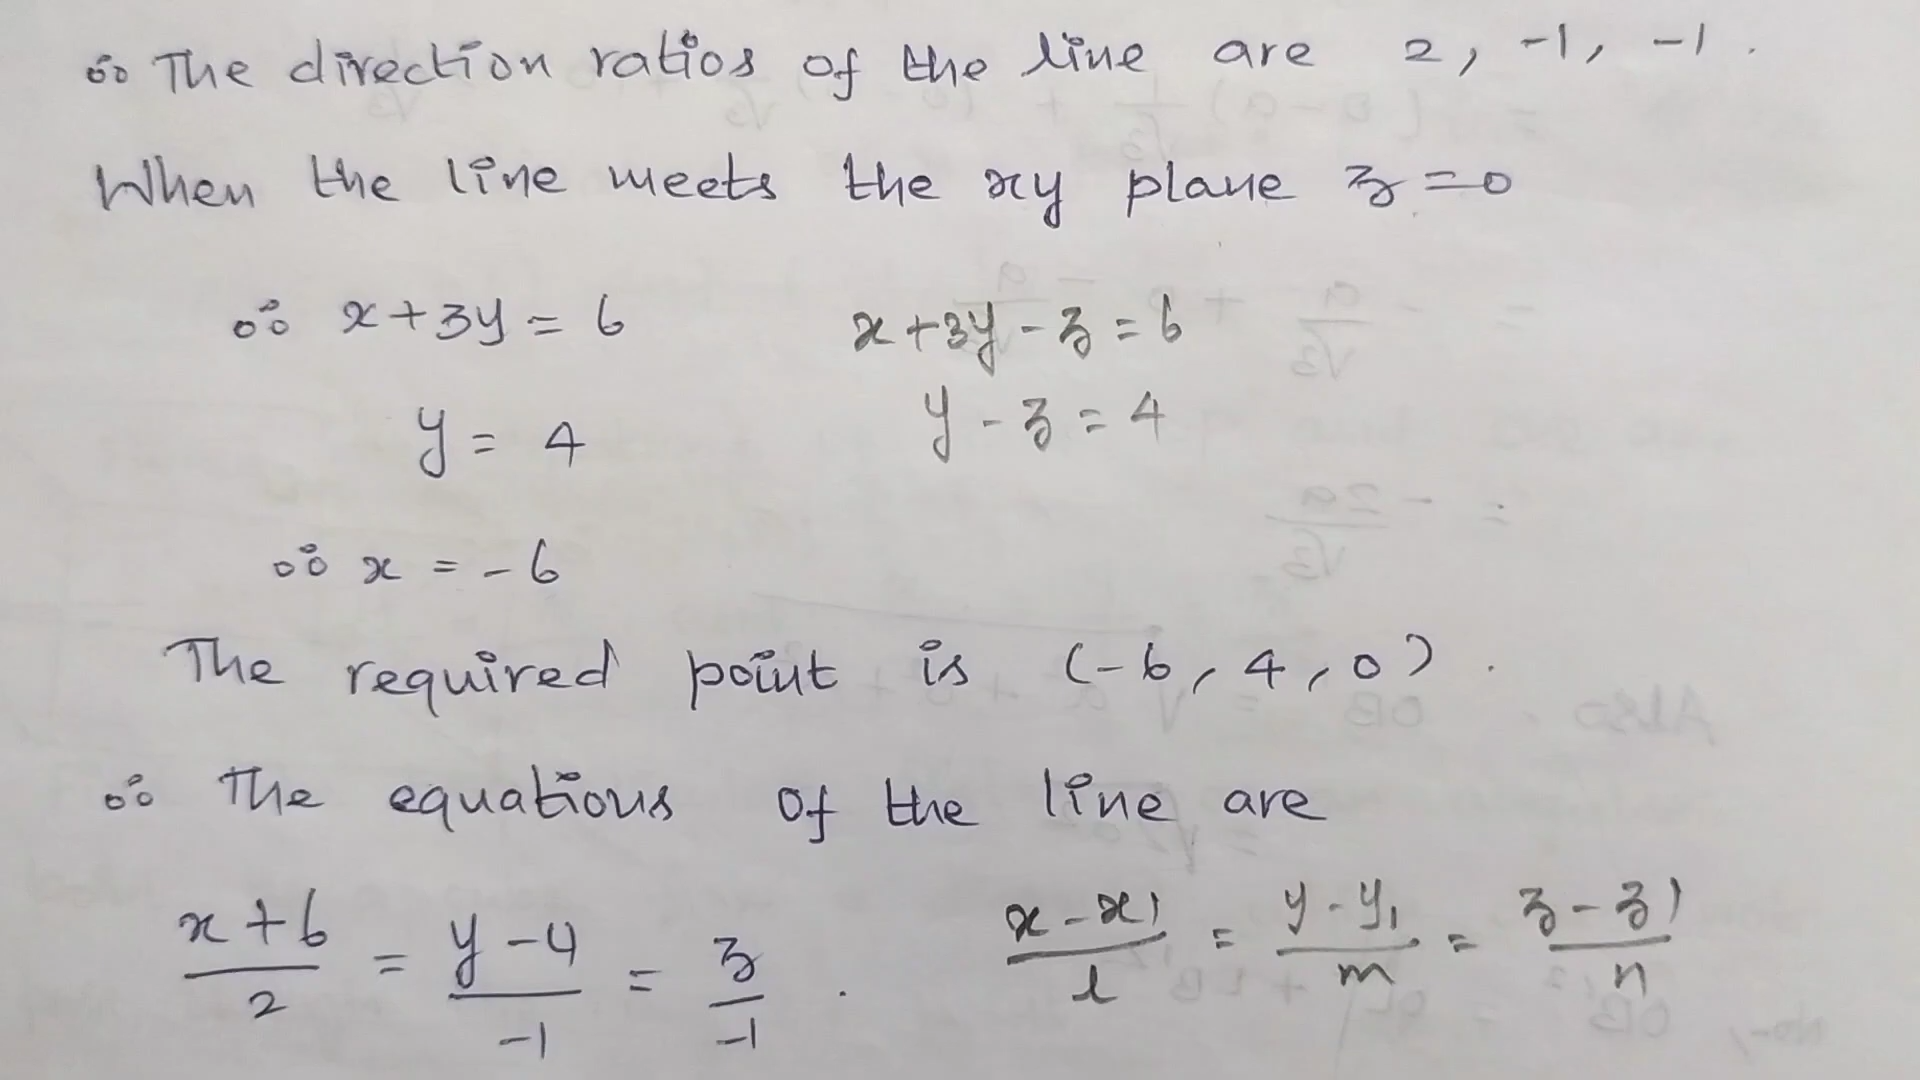 ∴ The direction ratios of the line are 2, -1, -1.
When the line meets the xy plane z=0
∴ x+3y = 6
x+3y-z=6
y = 4
y-z=4
∴ x = -6
The required point is (-6, 4, 0).
∴ The equations of the line are
(x+6)/2 = (y-4)/-1 = z/-1.
(x-x1)/l = (y-y1)/m = (z-z1)/n